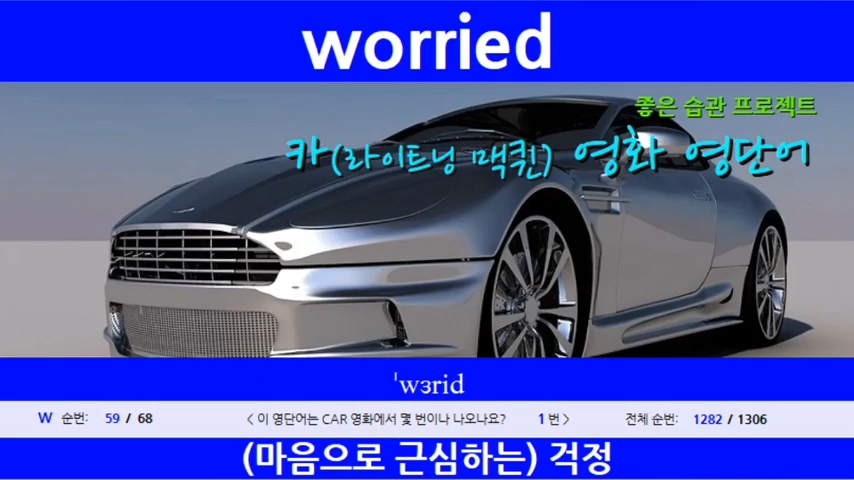 worried
좋은 습관 프로젝트
카(라이트닝 맥퀸) 영화 영단어
ˈwɜrid
W 순번: 59 / 68 < 이 영단어는 CAR 영화에서 몇 번이나 나오나요? 1 번 > 전체 순번: 1282 / 1306
(마음으로 근심하는) 걱정